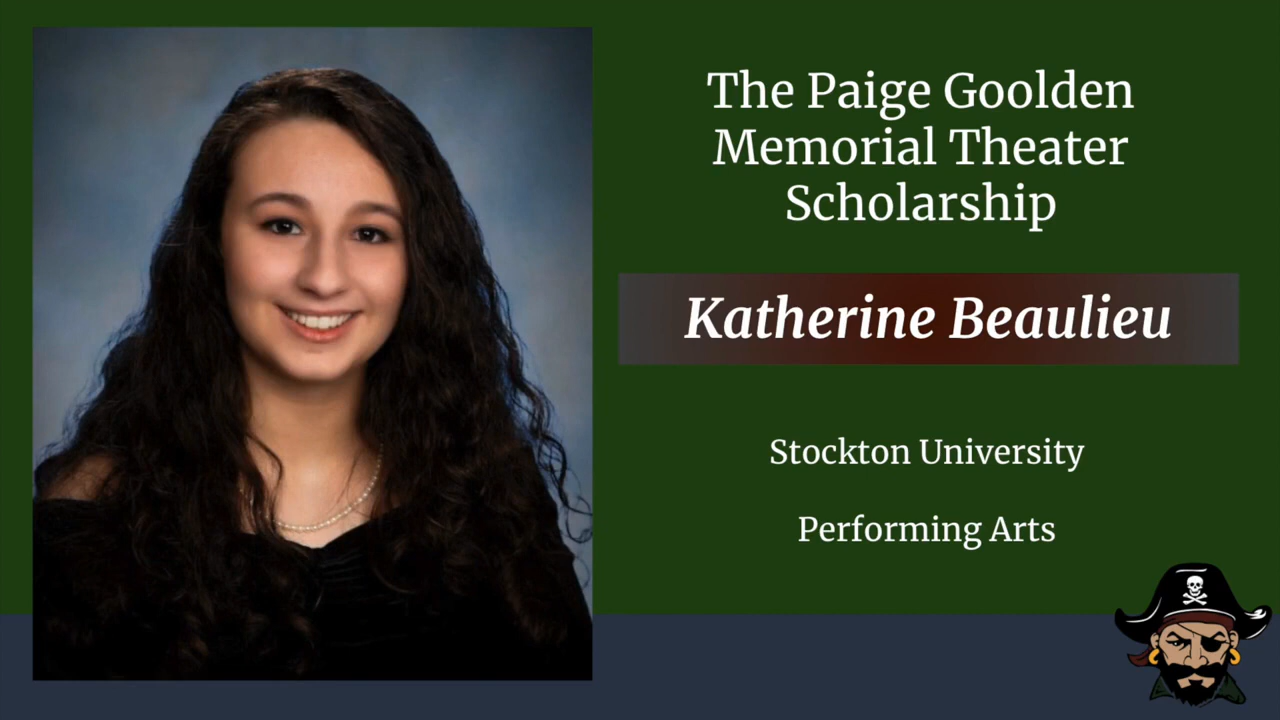 The Paige Goolden
Memorial Theater
Scholarship
Katherine Beaulieu
Stockton University
Performing Arts